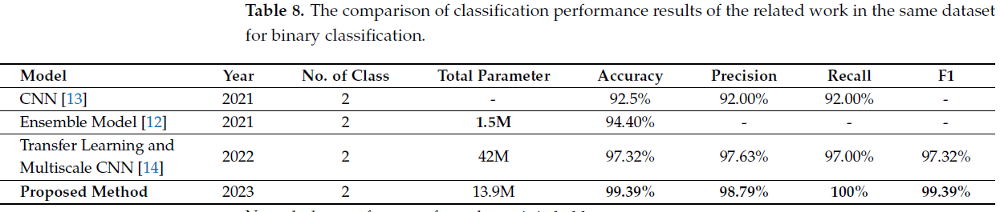 Table 8. The comparison of classification performance results of the related work in the same dataset
for binary classification.
Model Year No. of Class Total Parameter Accuracy Precision Recall F1
CNN [13] 2021 2 - 92.5% 92.00% 92.00% -
Ensemble Model [12] 2021 2 1.5M 94.40% - - -
Transfer Learning and
Multiscale CNN [14] 2022 2 42M 97.32% 97.63% 97.00% 97.32%
Proposed Method 2023 2 13.9M 99.39% 98.79% 100% 99.39%